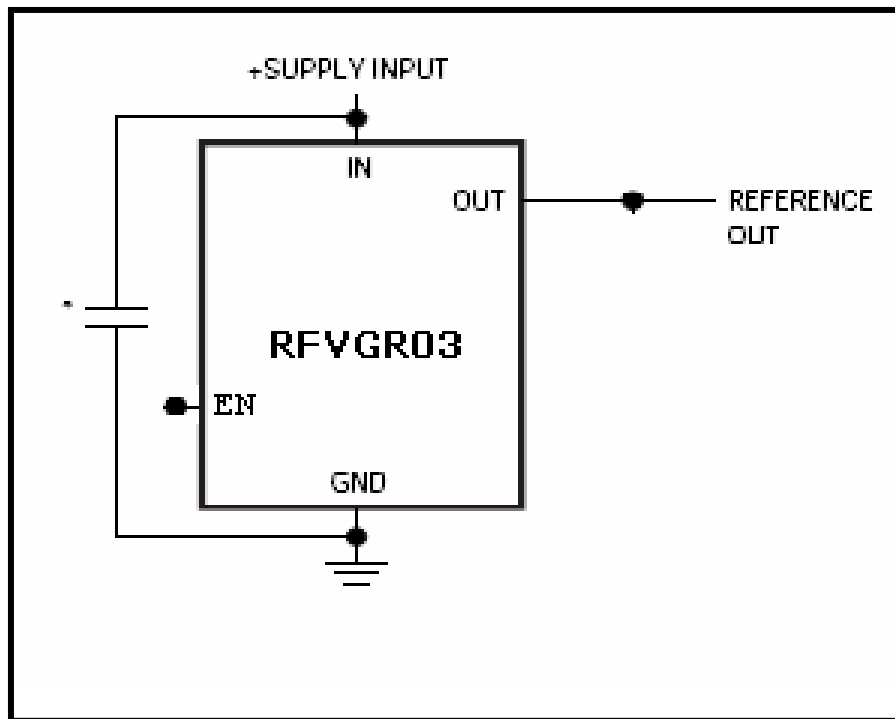 +SUPPLY INPUT
IN
OUT
REFERENCE
OUT
*
RFVGR03
EN
GND